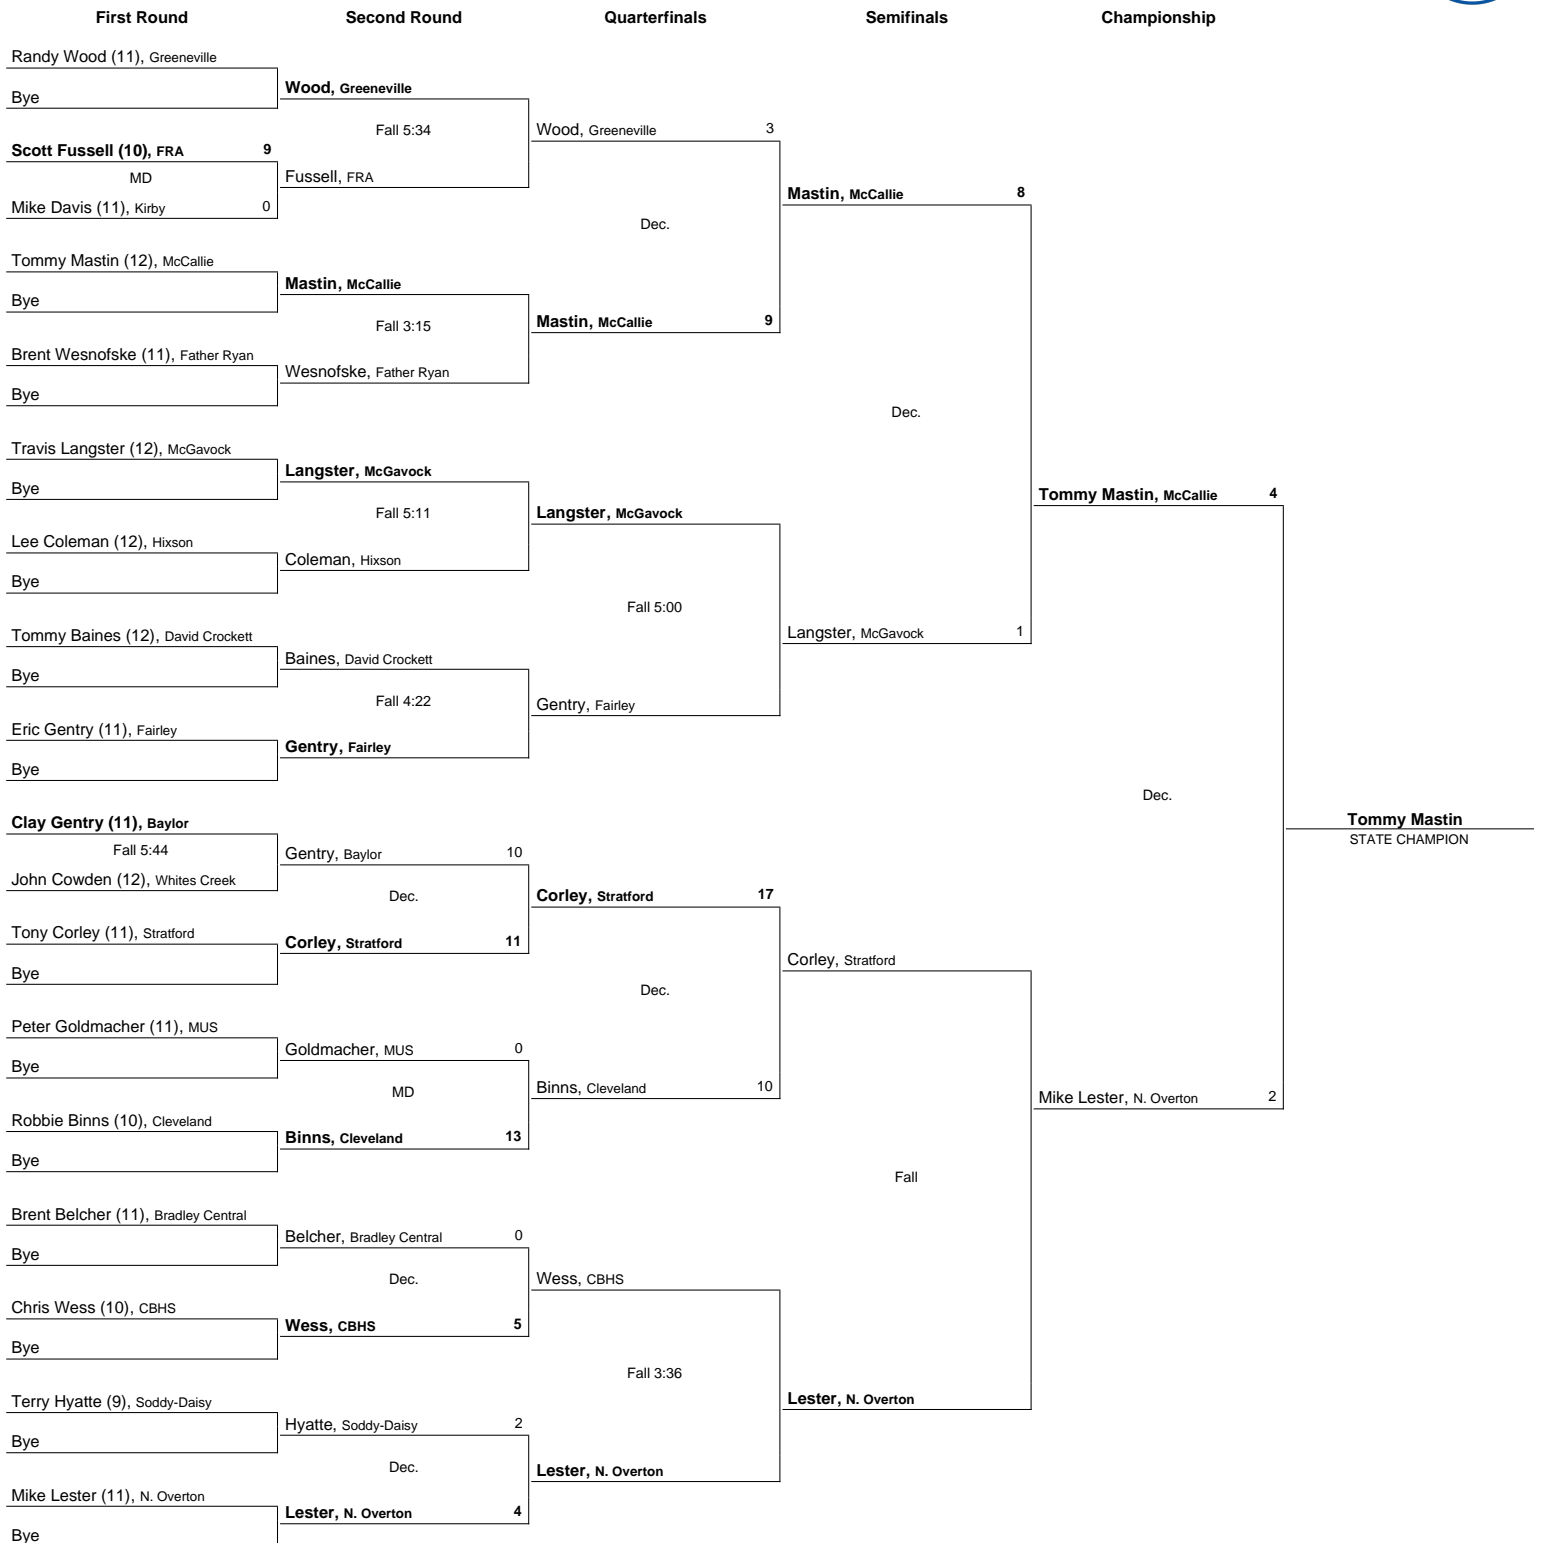 First Round Second Round Quarterfinals Semifinals Championship
Randy Wood (11), Greeneville
Bye
Wood, Greeneville
Fall 5:34
Wood, Greeneville 3
Scott Fussell (10), FRA 9
MD
Mike Davis (11), Kirby 0
Fussell, FRA
Mastin, McCallie 8
Dec.
Tommy Mastin (12), McCallie
Bye
Mastin, McCallie
Fall 3:15
Mastin, McCallie 9
Brent Wesnofske (11), Father Ryan
Bye
Wesnofske, Father Ryan
Dec.
Travis Langster (12), McGavock
Bye
Langster, McGavock
Fall 5:11
Langster, McGavock
Tommy Mastin, McCallie 4
Lee Coleman (12), Hixson
Bye
Coleman, Hixson
Fall 5:00
Langster, McGavock 1
Tommy Baines (12), David Crockett
Bye
Baines, David Crockett
Fall 4:22
Gentry, Fairley
Eric Gentry (11), Fairley
Bye
Gentry, Fairley
Dec.
Tommy Mastin
STATE CHAMPION
Clay Gentry (11), Baylor
Fall 5:44
John Cowden (12), Whites Creek
Gentry, Baylor 10
Dec.
Corley, Stratford 17
Tony Corley (11), Stratford
Bye
Corley, Stratford 11
Corley, Stratford
Dec.
Peter Goldmacher (11), MUS
Bye
Goldmacher, MUS 0
MD
Binns, Cleveland 10
Mike Lester, N. Overton 2
Robbie Binns (10), Cleveland
Bye
Binns, Cleveland 13
Fall
Brent Belcher (11), Bradley Central
Bye
Belcher, Bradley Central 0
Dec.
Wess, CBHS
Chris Wess (10), CBHS
Bye
Wess, CBHS 5
Fall 3:36
Lester, N. Overton
Terry Hyatte (9), Soddy-Daisy
Bye
Hyatte, Soddy-Daisy 2
Dec.
Lester, N. Overton
Mike Lester (11), N. Overton
Bye
Lester, N. Overton 4